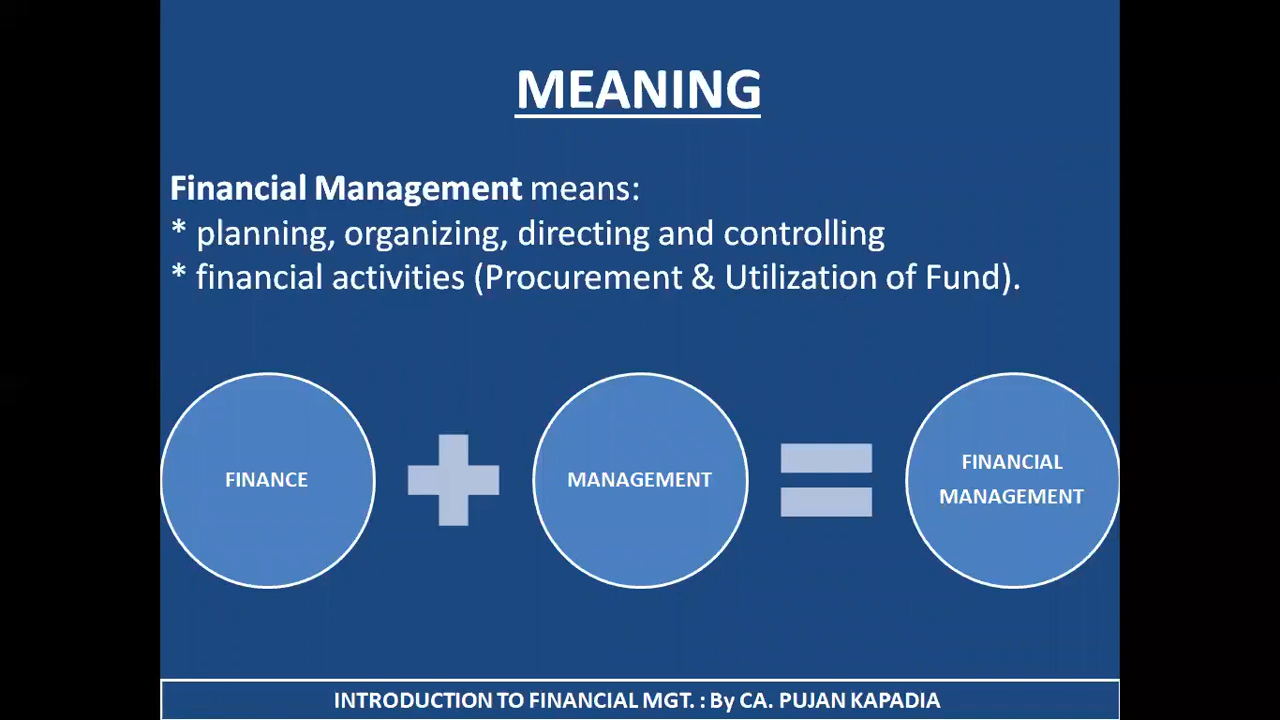 MEANING
Financial Management means:
* planning, organizing, directing and controlling
* financial activities (Procurement & Utilization of Fund).
FINANCE
MANAGEMENT
FINANCIAL
MANAGEMENT
INTRODUCTION TO FINANCIAL MGT. : By CA. PUJAN KAPADIA